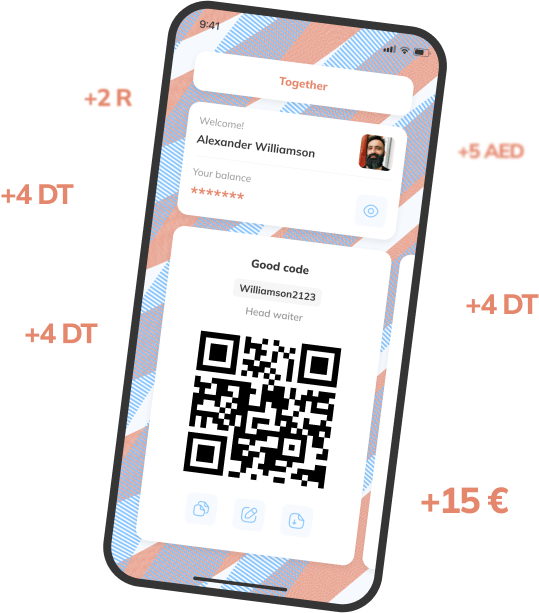 9:41
Together
+2 R
Welcome!
Alexander Williamson
+5 AED
Your balance
*******
+4 DT
Good code
Williamson2123
Head waiter
+4 DT
+4 DT
+15 €